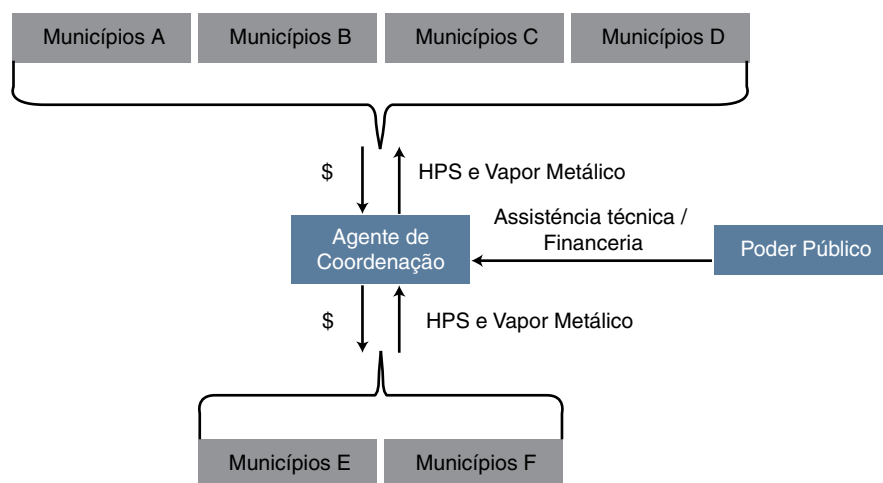 Municípios A
Municípios B
Municípios C
Municípios D
$
HPS e Vapor Metálico
Assisténcia técnica /
Financeria
Agente de
Coordenação
Poder Público
$
HPS e Vapor Metálico
Municípios E
Municípios F